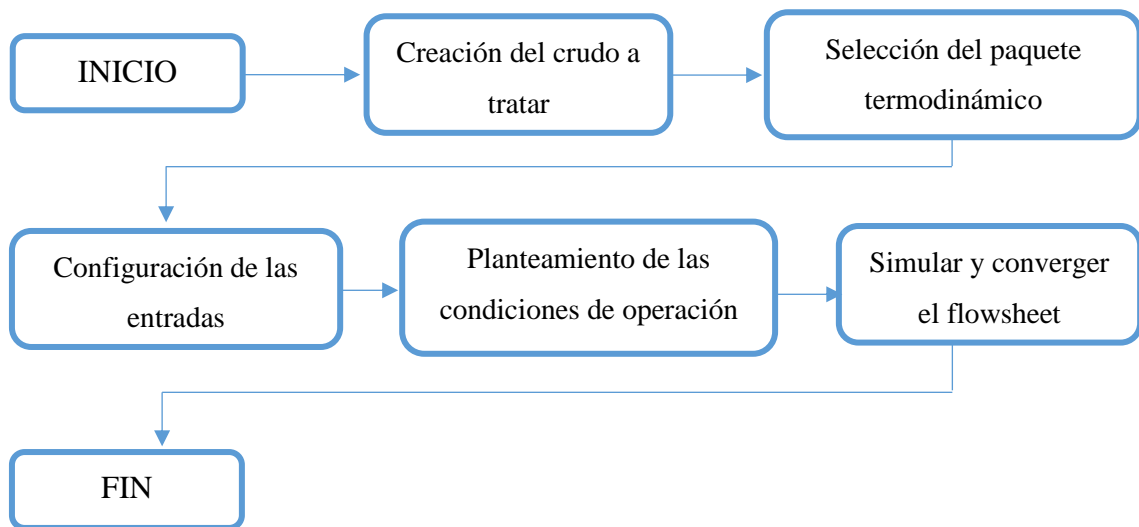 INICIO
Creación del crudo a
tratar
Selección del paquete
termodinámico
Configuración de las
entradas
Planteamiento de las
condiciones de operación
Simular y converger
el flowsheet
FIN